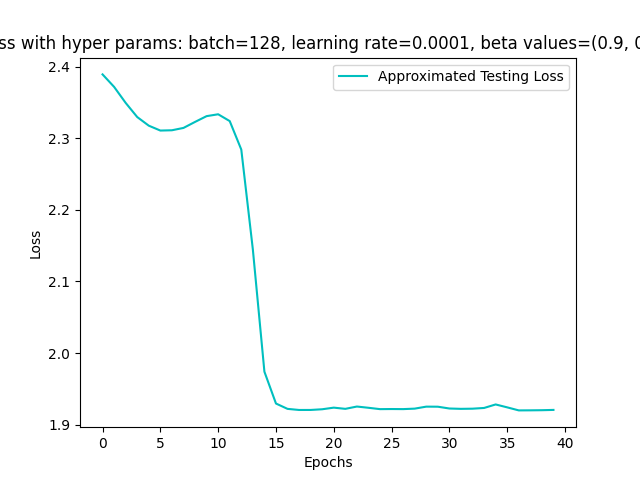 ss with hyper params: batch=128, learning rate=0.0001, beta values=(0.9, 0
Approximated Testing Loss
2.4
2.3
2.2
2.1
2.0
1.9
Loss
0 5 10 15 20 25 30 35 40
Epochs